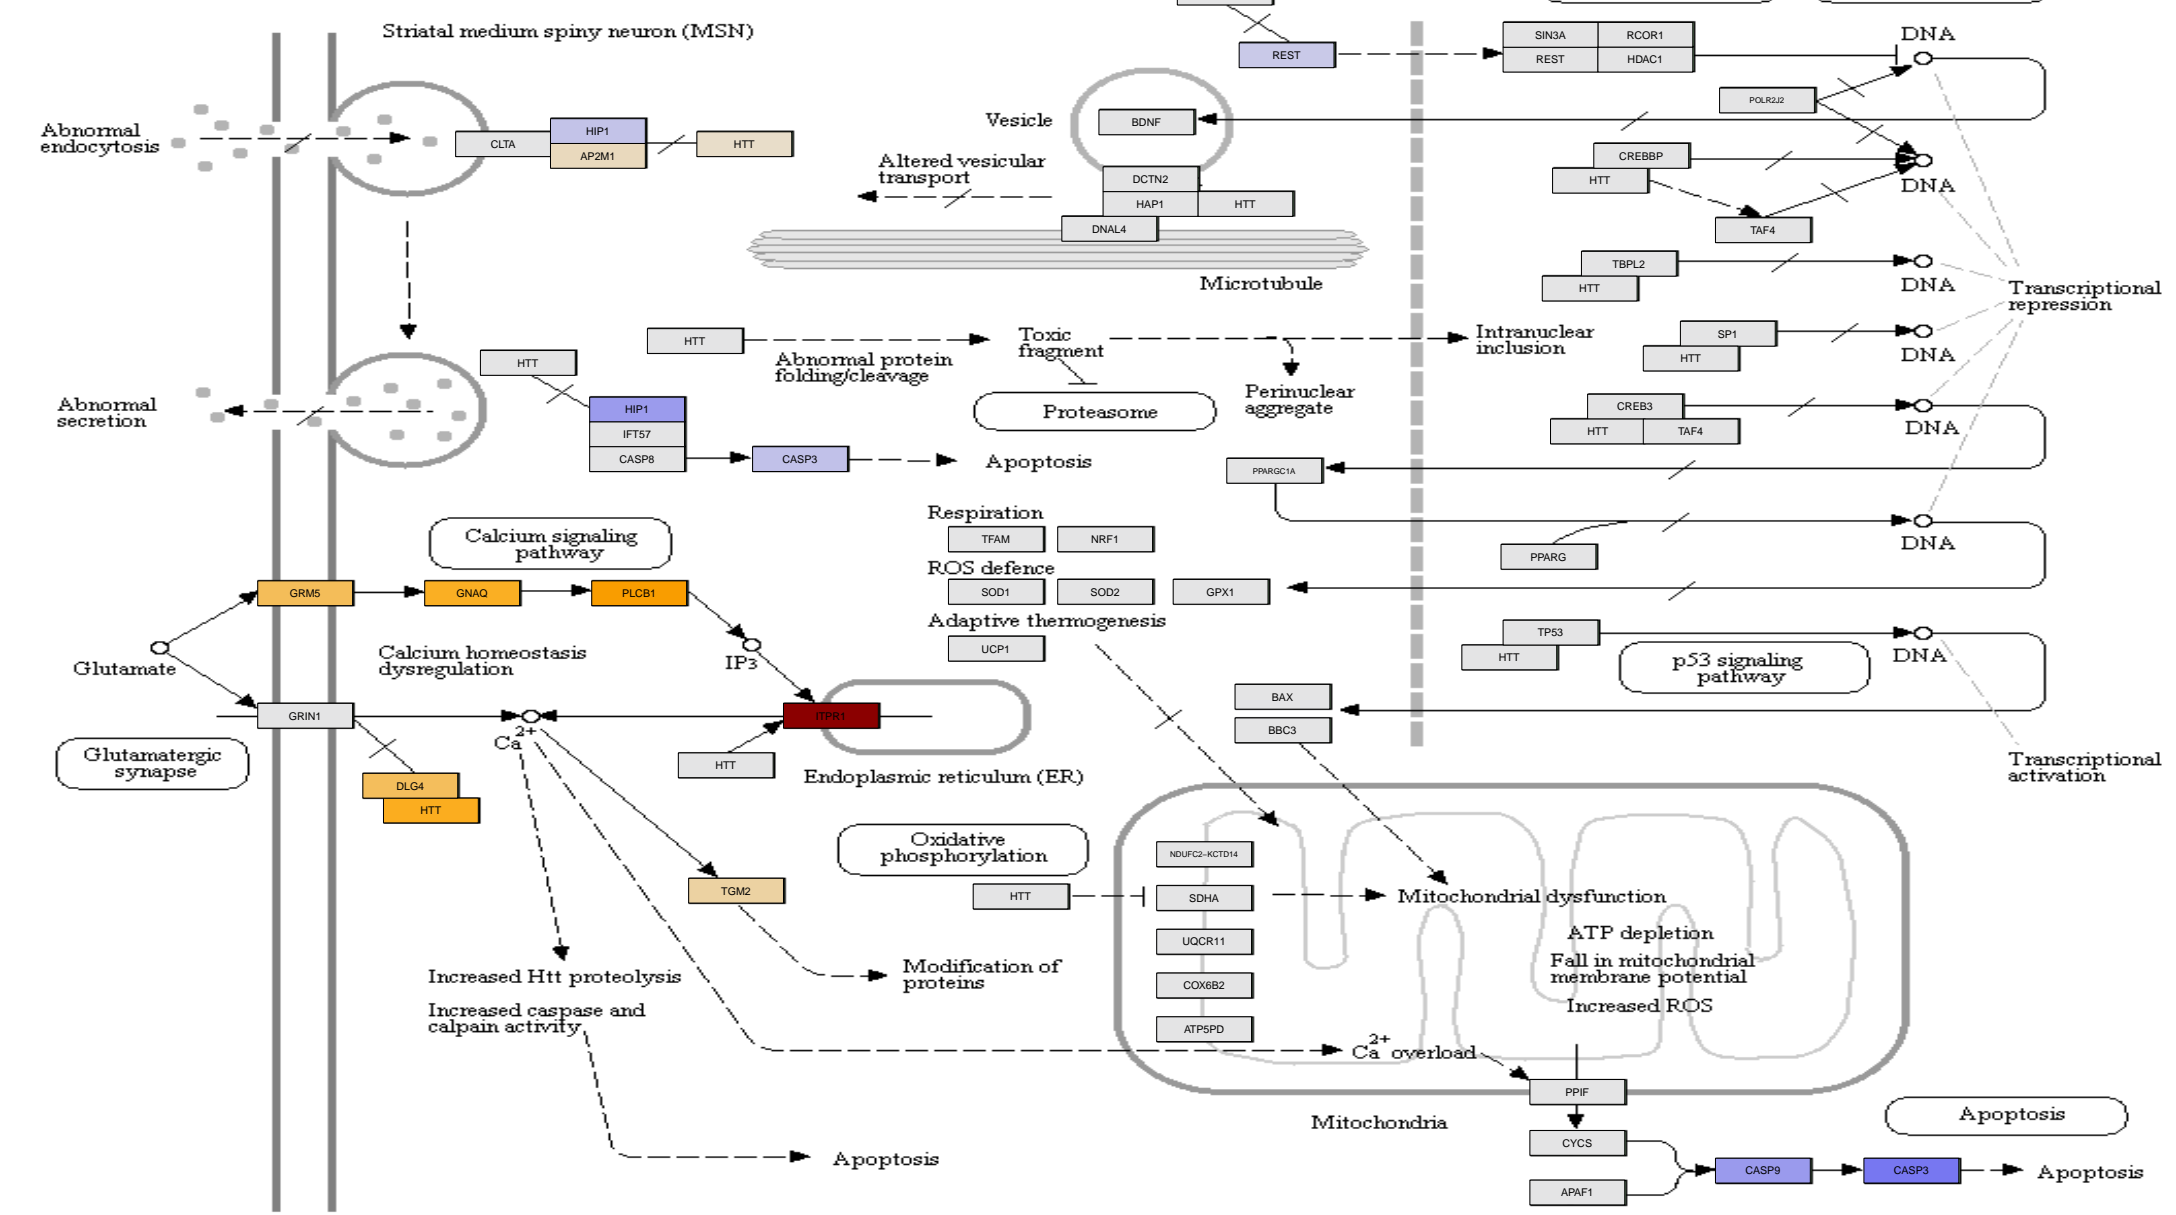 Striatal medium spiny neuron (MSN)
Abnormal
endocytosis
CLTA
HIP1
AP2M1
HTT
Vesicle
BDNF
Altered vesicular
transport
DCTN2
HAP1
HTT
DNAL4
Microtubule
REST
SIN3A
RCOR1
REST
HDAC1
DNA
POLR2J2
CREBBP
HTT
TAF4
DNA
TBPL2
HTT
DNA
Transcriptional
repression
SP1
HTT
DNA
CREB3
HTT
TAF4
DNA
PPARGC1A
PPARG
DNA
HTT
Abnormal protein
folding/cleavage
Toxic
fragment
Intranuclear
inclusion
Perinuclear
aggregate
Proteasome
Abnormal
secretion
HTT
HIP1
IFT57
CASP8
CASP3
Apoptosis
Respiration
TFAM
NRF1
ROS defence
SOD1
SOD2
GPX1
Adaptive thermogenesis
UCP1
TP53
HTT
p53 signaling
pathway
DNA
BAX
BBC3
Transcriptional
activation
Calcium signaling
pathway
GRM5
GNAQ
PLCB1
Glutamate
Calcium homeostasis
dysregulation
IP3
GRIN1
Ca2+
ITPR1
HTT
Endoplasmic reticulum (ER)
Glutamatergic
synapse
DLG4
HTT
TGM2
Oxidative
phosphorylation
HTT
NDUFC2-KCTD14
SDHA
UQCR11
COX6B2
ATP5PD
Mitochondrial dysfunction
ATP depletion
Fall in mitochondrial
membrane potential
Increased ROS
Increased Htt proteolysis
Modification of
proteins
Increased caspase and
calpain activity
Ca2+ overload
PPIF
Mitochondria
CYCS
APAF1
CASP9
CASP3
Apoptosis
Apoptosis
Apoptosis